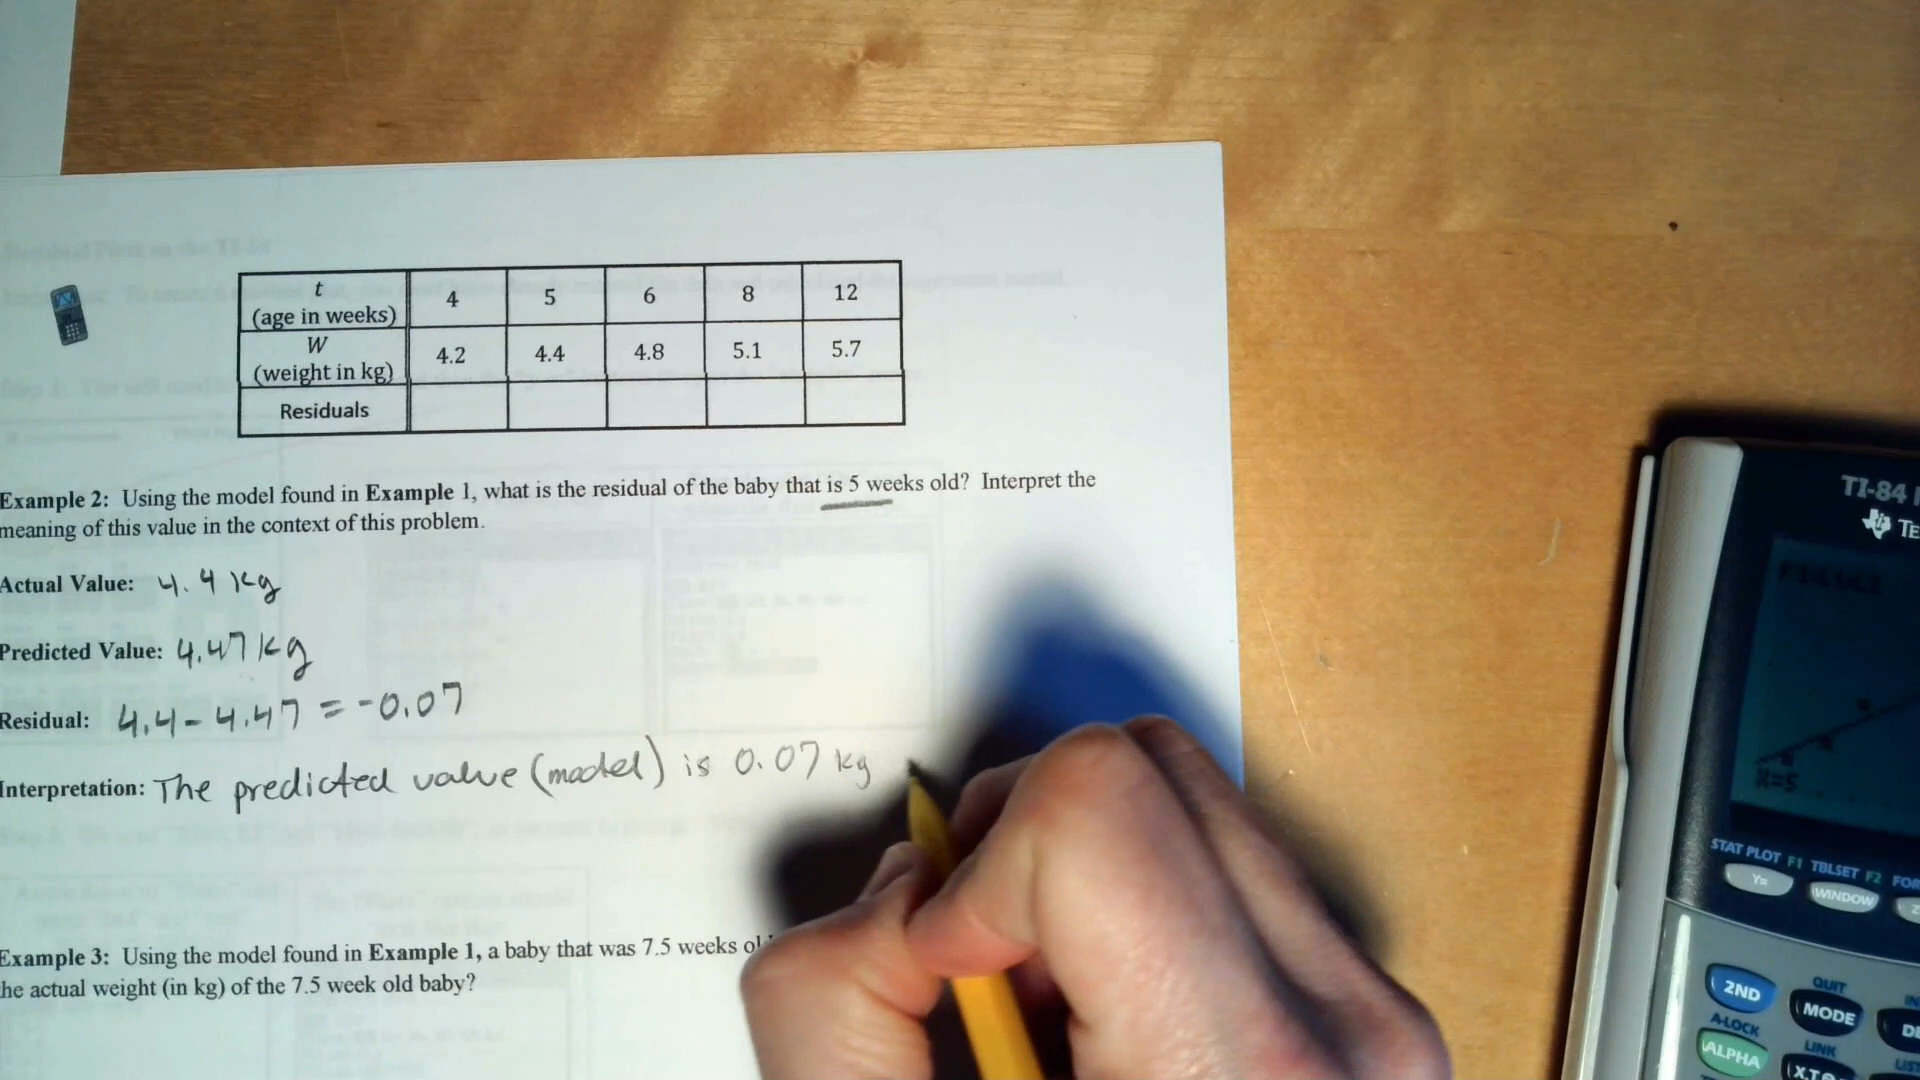 t
(age in weeks) 4 5 6 8 12
W
(weight in kg) 4.2 4.4 4.8 5.1 5.7
Residuals
Example 2: Using the model found in Example 1, what is the residual of the baby that is 5 weeks old? Interpret the
meaning of this value in the context of this problem.
Actual Value: 4.4 kg
Predicted Value: 4.47 kg
Residual: 4.4 - 4.47 = -0.07
Interpretation: The predicted value (model) is 0.07 kg
Example 3: Using the model found in Example 1, a baby that was 7.5 weeks
the actual weight (in kg) of the 7.5 week old baby?
TI-84
STAT PLOT F1 TBLSET F2
Y= WINDOW
2ND QUIT
MODE
A-LOCK LINK
ALPHA